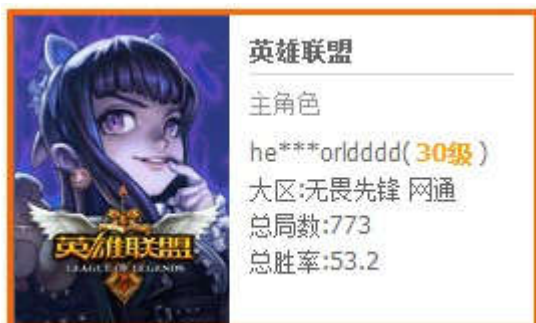 英雄联盟
主角色
he***orldddd( 30级 )
大区:无畏先锋 网通
总局数:773
总胜率:53.2
英雄联盟
LEAGUE OF LEGENDS